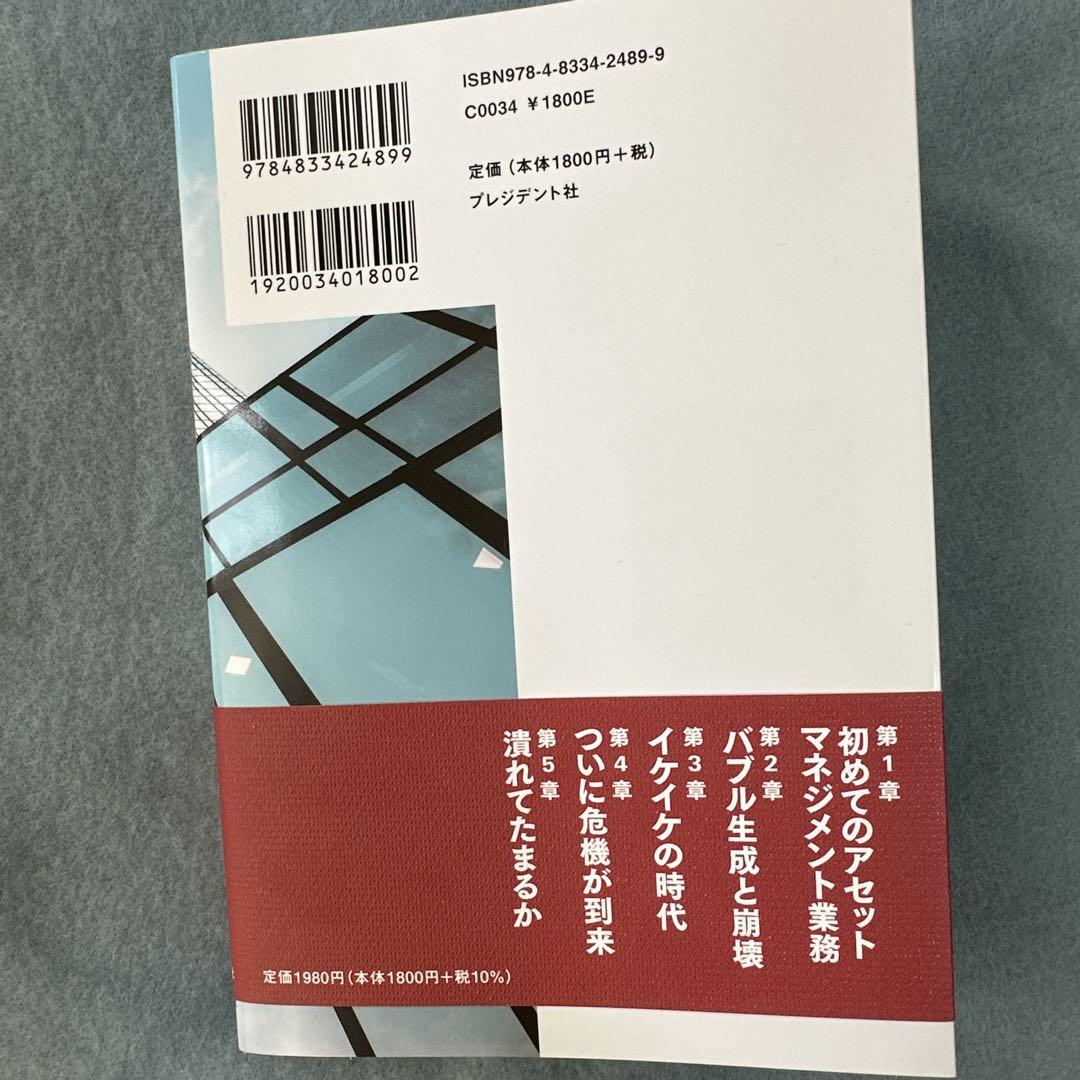 ISBN978-4-8334-2489-9
C0034 ¥1800E
9784833424899
定価（本体1800円＋税）
プレジデント社
1920034018002
第1章
初めてのアセット
マネジメント業務
第2章
バブル生成と崩壊
第3章
イケイケの時代
第4章
ついに危機が到来
第5章
潰れてたまるか
定価1980円（本体1800円＋税10%）